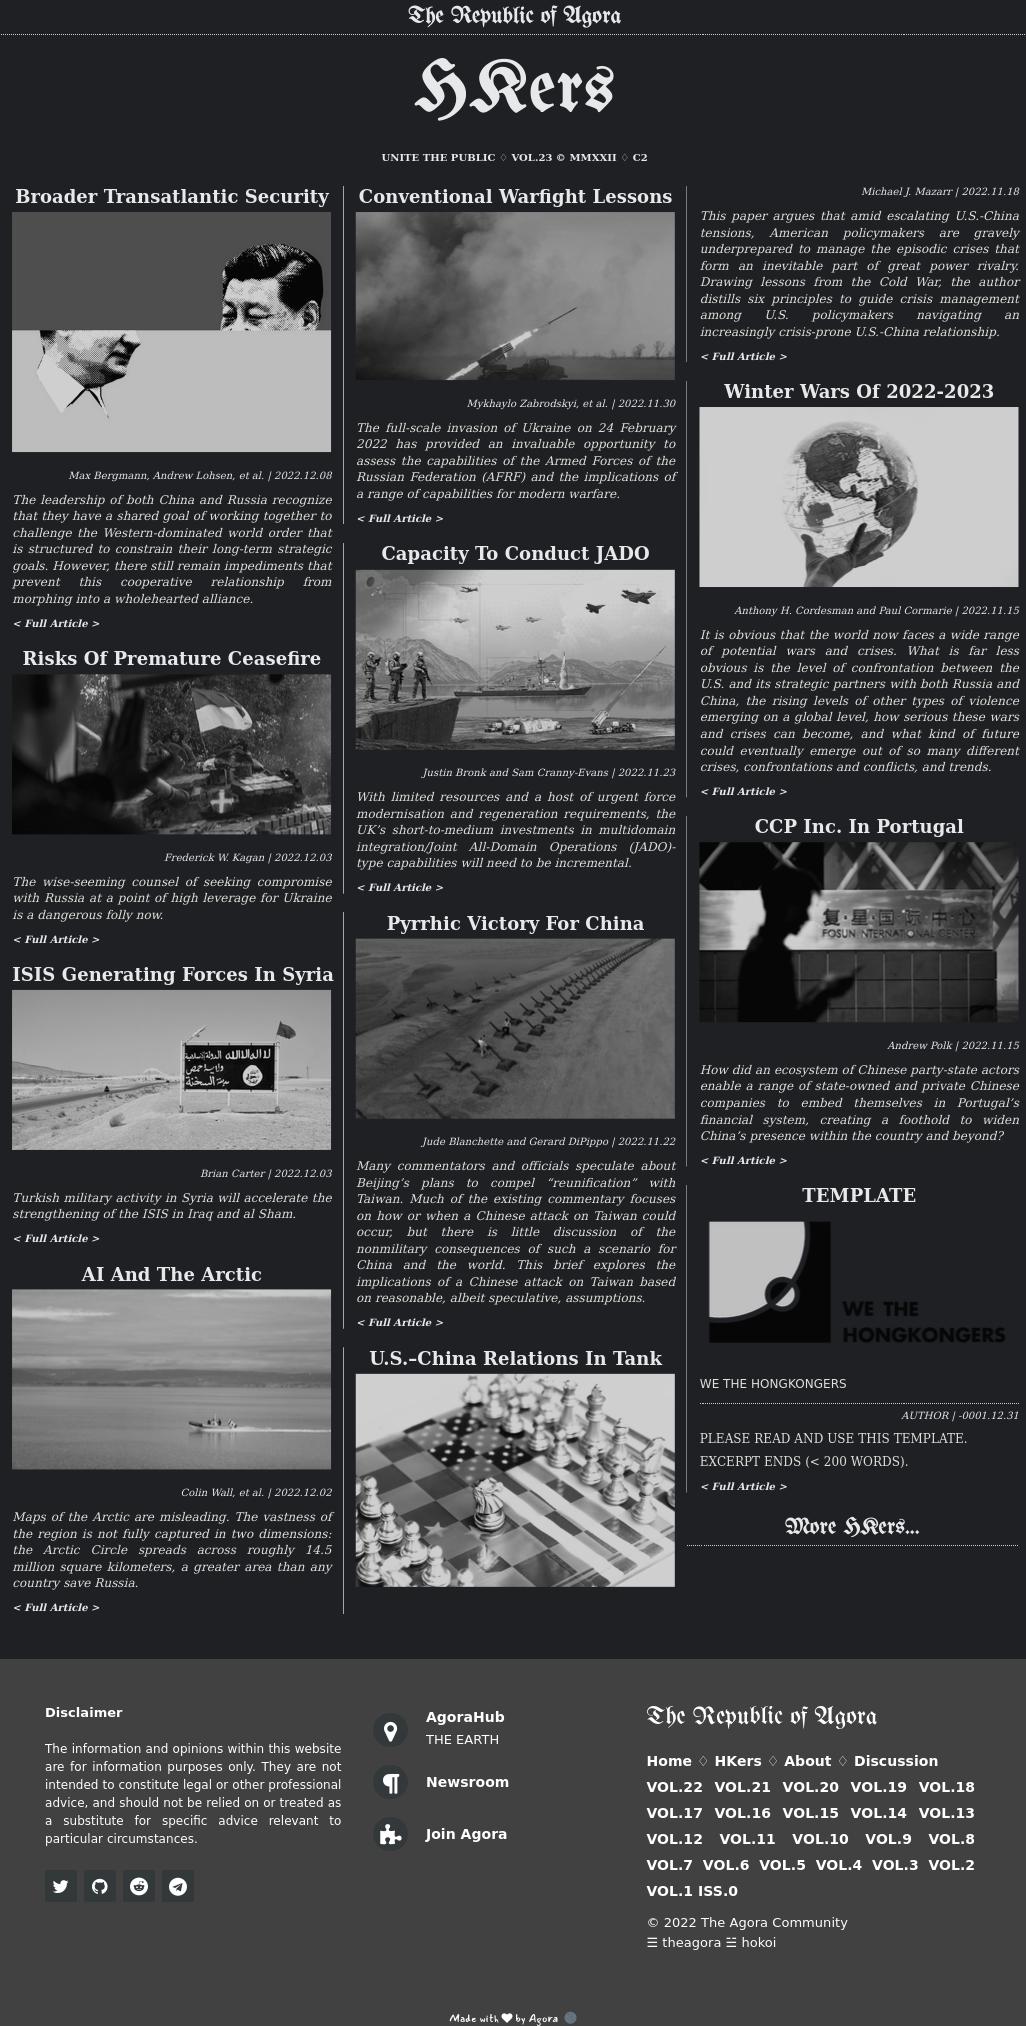 The Republic of Agora
HKers
UNITE THE PUBLIC ♢ VOL.23 © MMXXII ♢ C2
Broader Transatlantic Security
Max Bergmann, Andrew Lohsen, et al. | 2022.12.08
The leadership of both China and Russia recognize
that they have a shared goal of working together to
challenge the Western-dominated world order that
is structured to constrain their long-term strategic
goals. However, there still remain impediments that
prevent this cooperative relationship from
morphing into a wholehearted alliance.
< Full Article >
Risks Of Premature Ceasefire
Frederick W. Kagan | 2022.12.03
The wise-seeming counsel of seeking compromise
with Russia at a point of high leverage for Ukraine
is a dangerous folly now.
< Full Article >
ISIS Generating Forces In Syria
Brian Carter | 2022.12.03
Turkish military activity in Syria will accelerate the
strengthening of the ISIS in Iraq and al Sham.
< Full Article >
AI And The Arctic
Colin Wall, et al. | 2022.12.02
Maps of the Arctic are misleading. The vastness of
the region is not fully captured in two dimensions:
the Arctic Circle spreads across roughly 14.5
million square kilometers, a greater area than any
country save Russia.
< Full Article >
Conventional Warfight Lessons
Mykhaylo Zabrodskyi, et al. | 2022.11.30
The full-scale invasion of Ukraine on 24 February
2022 has provided an invaluable opportunity to
assess the capabilities of the Armed Forces of the
Russian Federation (AFRF) and the implications of
a range of capabilities for modern warfare.
< Full Article >
Capacity To Conduct JADO
Justin Bronk and Sam Cranny-Evans | 2022.11.23
With limited resources and a host of urgent force
modernisation and regeneration requirements, the
UK’s short-to-medium investments in multidomain
integration/Joint All-Domain Operations (JADO)-
type capabilities will need to be incremental.
< Full Article >
Pyrrhic Victory For China
Jude Blanchette and Gerard DiPippo | 2022.11.22
Many commentators and officials speculate about
Beijing’s plans to compel “reunification” with
Taiwan. Much of the existing commentary focuses
on how or when a Chinese attack on Taiwan could
occur, but there is little discussion of the
nonmilitary consequences of such a scenario for
China and the world. This brief explores the
implications of a Chinese attack on Taiwan based
on reasonable, albeit speculative, assumptions.
< Full Article >
U.S.–China Relations In Tank
Michael J. Mazarr | 2022.11.18
This paper argues that amid escalating U.S.-China
tensions, American policymakers are gravely
underprepared to manage the episodic crises that
form an inevitable part of great power rivalry.
Drawing lessons from the Cold War, the author
distills six principles to guide crisis management
among U.S. policymakers navigating an
increasingly crisis-prone U.S.-China relationship.
< Full Article >
Winter Wars Of 2022-2023
Anthony H. Cordesman and Paul Cormarie | 2022.11.15
It is obvious that the world now faces a wide range
of potential wars and crises. What is far less
obvious is the level of confrontation between the
U.S. and its strategic partners with both Russia and
China, the rising levels of other types of violence
emerging on a global level, how serious these wars
and crises can become, and what kind of future
could eventually emerge out of so many different
crises, confrontations and conflicts, and trends.
< Full Article >
CCP Inc. In Portugal
复·星·国·际·中·心
FOSUN INTERNATIONAL CENTER
Andrew Polk | 2022.11.15
How did an ecosystem of Chinese party-state actors
enable a range of state-owned and private Chinese
companies to embed themselves in Portugal’s
financial system, creating a foothold to widen
China’s presence within the country and beyond?
< Full Article >
TEMPLATE
WE THE
HONGKONGERS
WE THE HONGKONGERS
AUTHOR | -0001.12.31
PLEASE READ AND USE THIS TEMPLATE.
EXCERPT ENDS (< 200 WORDS).
< Full Article >
More HKers...
Disclaimer
The information and opinions within this website
are for information purposes only. They are not
intended to constitute legal or other professional
advice, and should not be relied on or treated as
a substitute for specific advice relevant to
particular circumstances.
AgoraHub
THE EARTH
Newsroom
Join Agora
The Republic of Agora
Home ♢ HKers ♢ About ♢ Discussion
VOL.22 VOL.21 VOL.20 VOL.19 VOL.18
VOL.17 VOL.16 VOL.15 VOL.14 VOL.13
VOL.12 VOL.11 VOL.10 VOL.9 VOL.8
VOL.7 VOL.6 VOL.5 VOL.4 VOL.3 VOL.2
VOL.1 ISS.0
© 2022 The Agora Community
☰ theagora ☱ hokoi
Made with ♥ by Agora